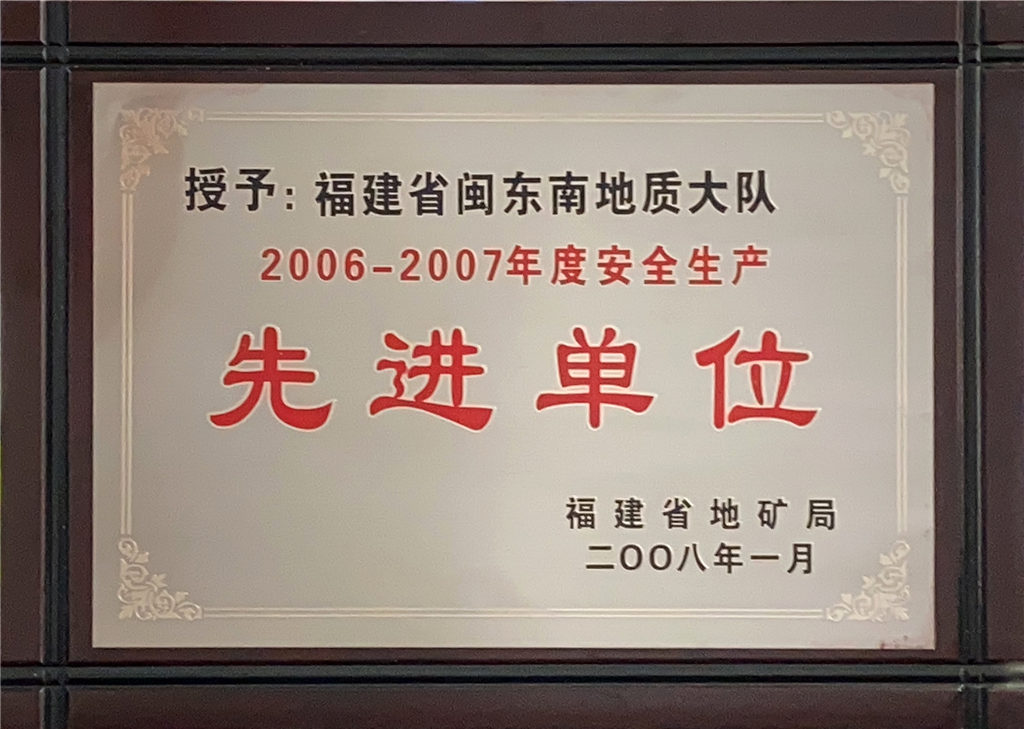 授予:福建省闽东南地质大队
2006-2007年度安全生产
先进单位
福建省地矿局
二〇〇八年一月